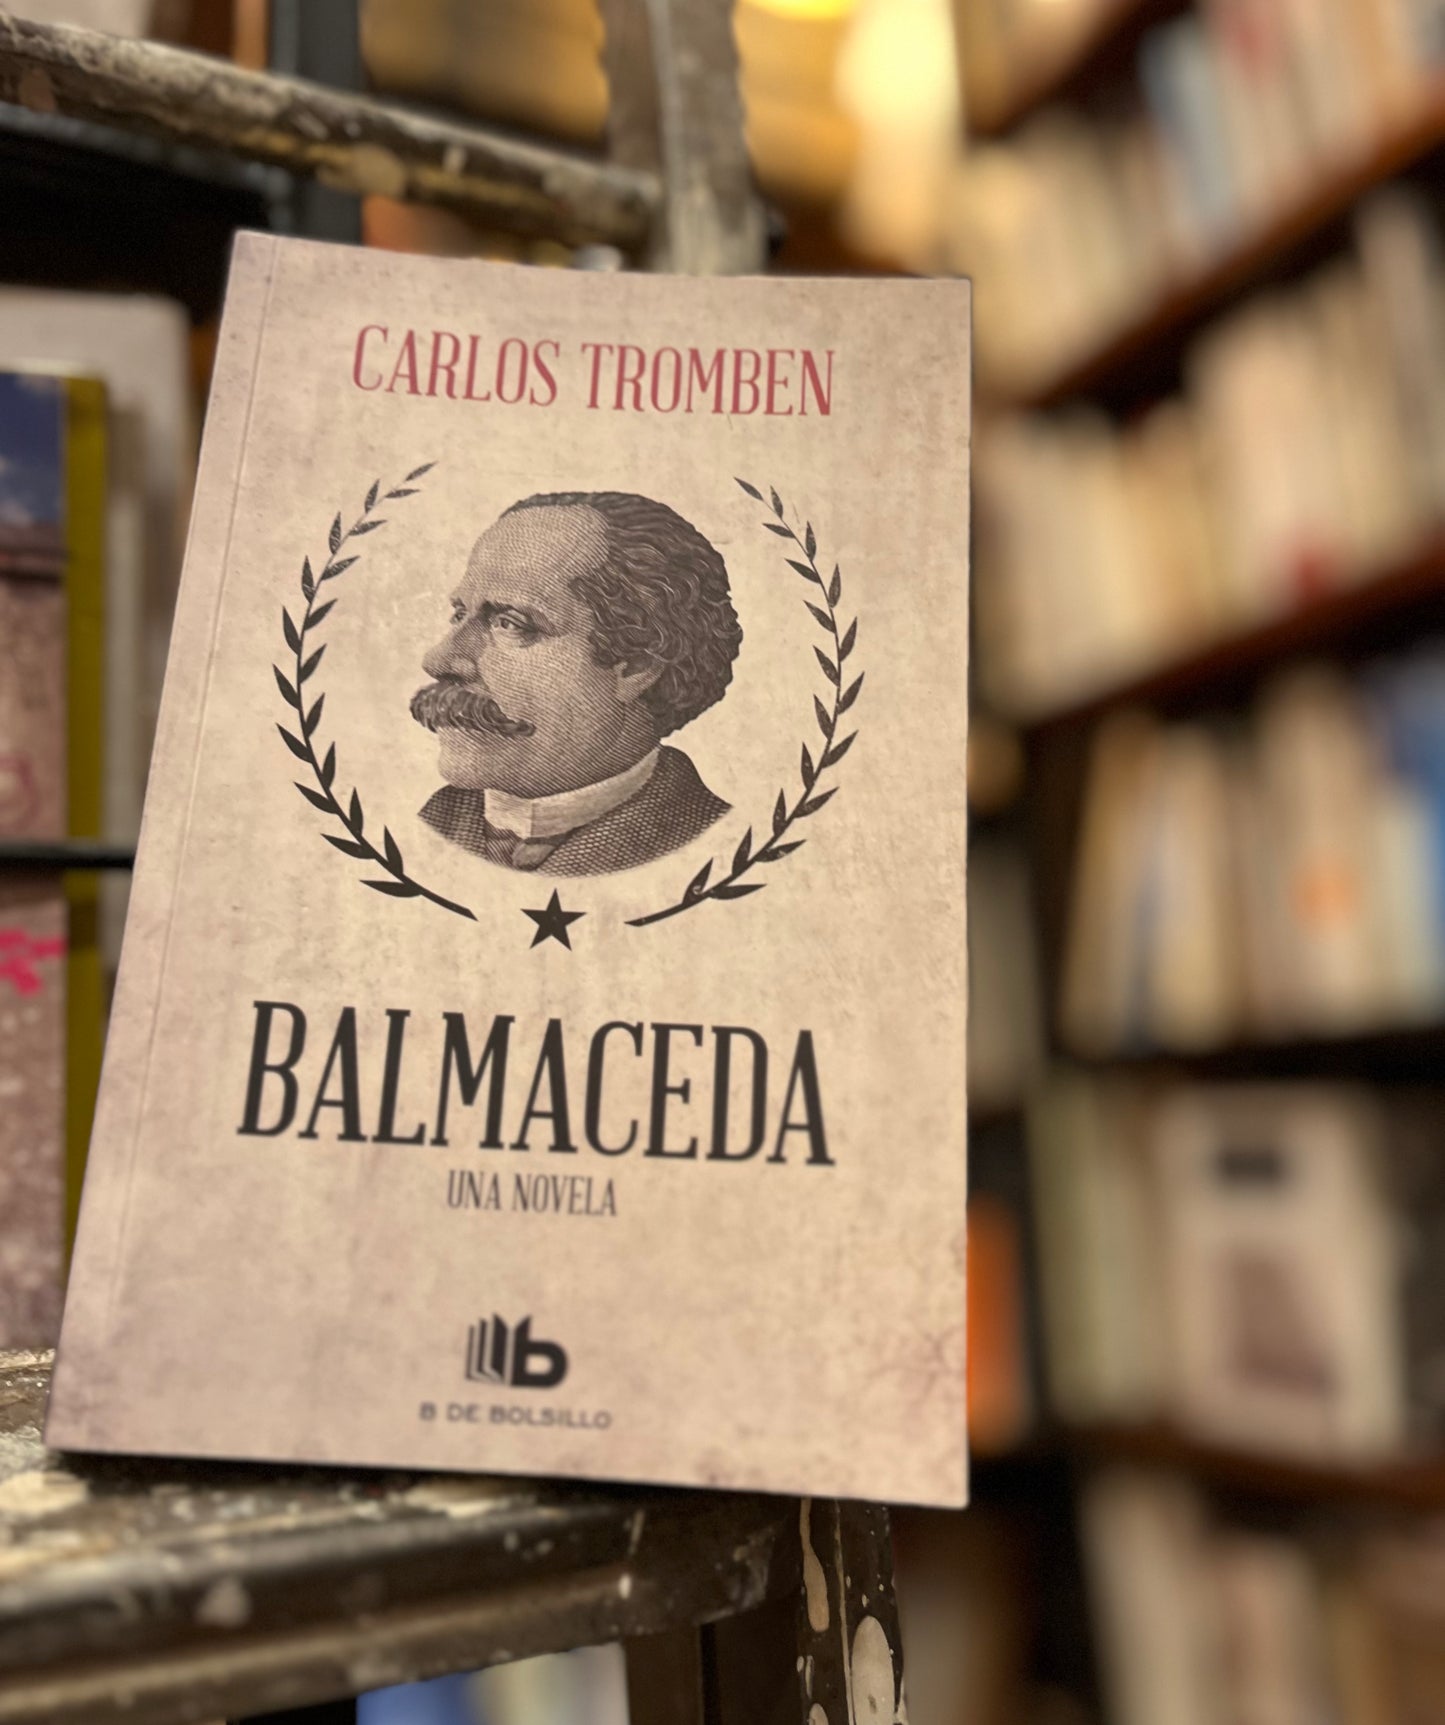 CARLOS TROMBEN
BALMACEDA
UNA NOVELA
b
B DE BOLSILLO